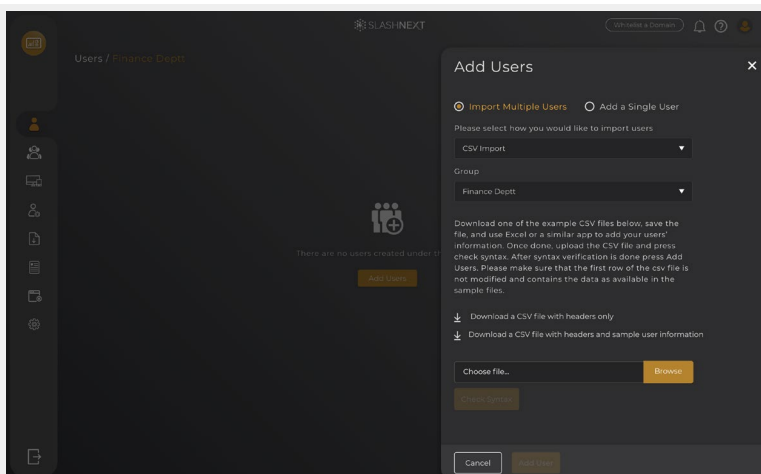 SLASHNEXT
Whitelist a Domain
Users / Finance Deptt
There are no users created under th
Add Users
Add Users
Import Multiple Users
Add a Single User
Please select how you would like to import users
CSV Import
Group
Finance Deptt
Download one of the example CSV files below, save the
file, and use Excel or a similar app to add your users'
information. Once done, upload the CSV file and press
check syntax. After syntax verification is done press Add
Users. Please make sure that the first row of the csv file is
not modified and contains the data as available in the
sample files.
Download a CSV file with headers only
Download a CSV file with headers and sample user information
Choose file...
Browse
Check Syntax
Cancel
Add User